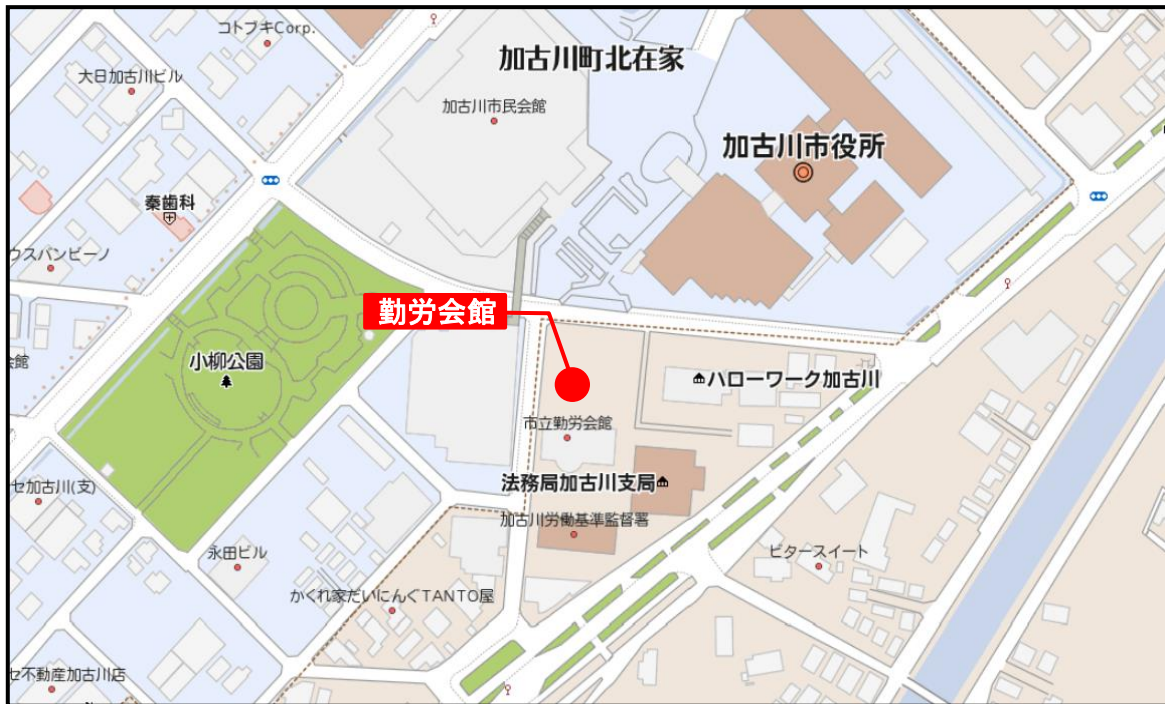 コトブキCorp.
加古川町北在家
大日加古川ビル
加古川市民会館
加古川市役所
秦歯科
ウスバンビーノ
勤労会館
会館
小柳公園
ハローワーク加古川
市立勤労会館
セ加古川(支)
法務局加古川支局
加古川労働基準監督署
永田ビル
ビタースイート
かくれ家だいにんぐTANTO屋
セ不動産加古川店